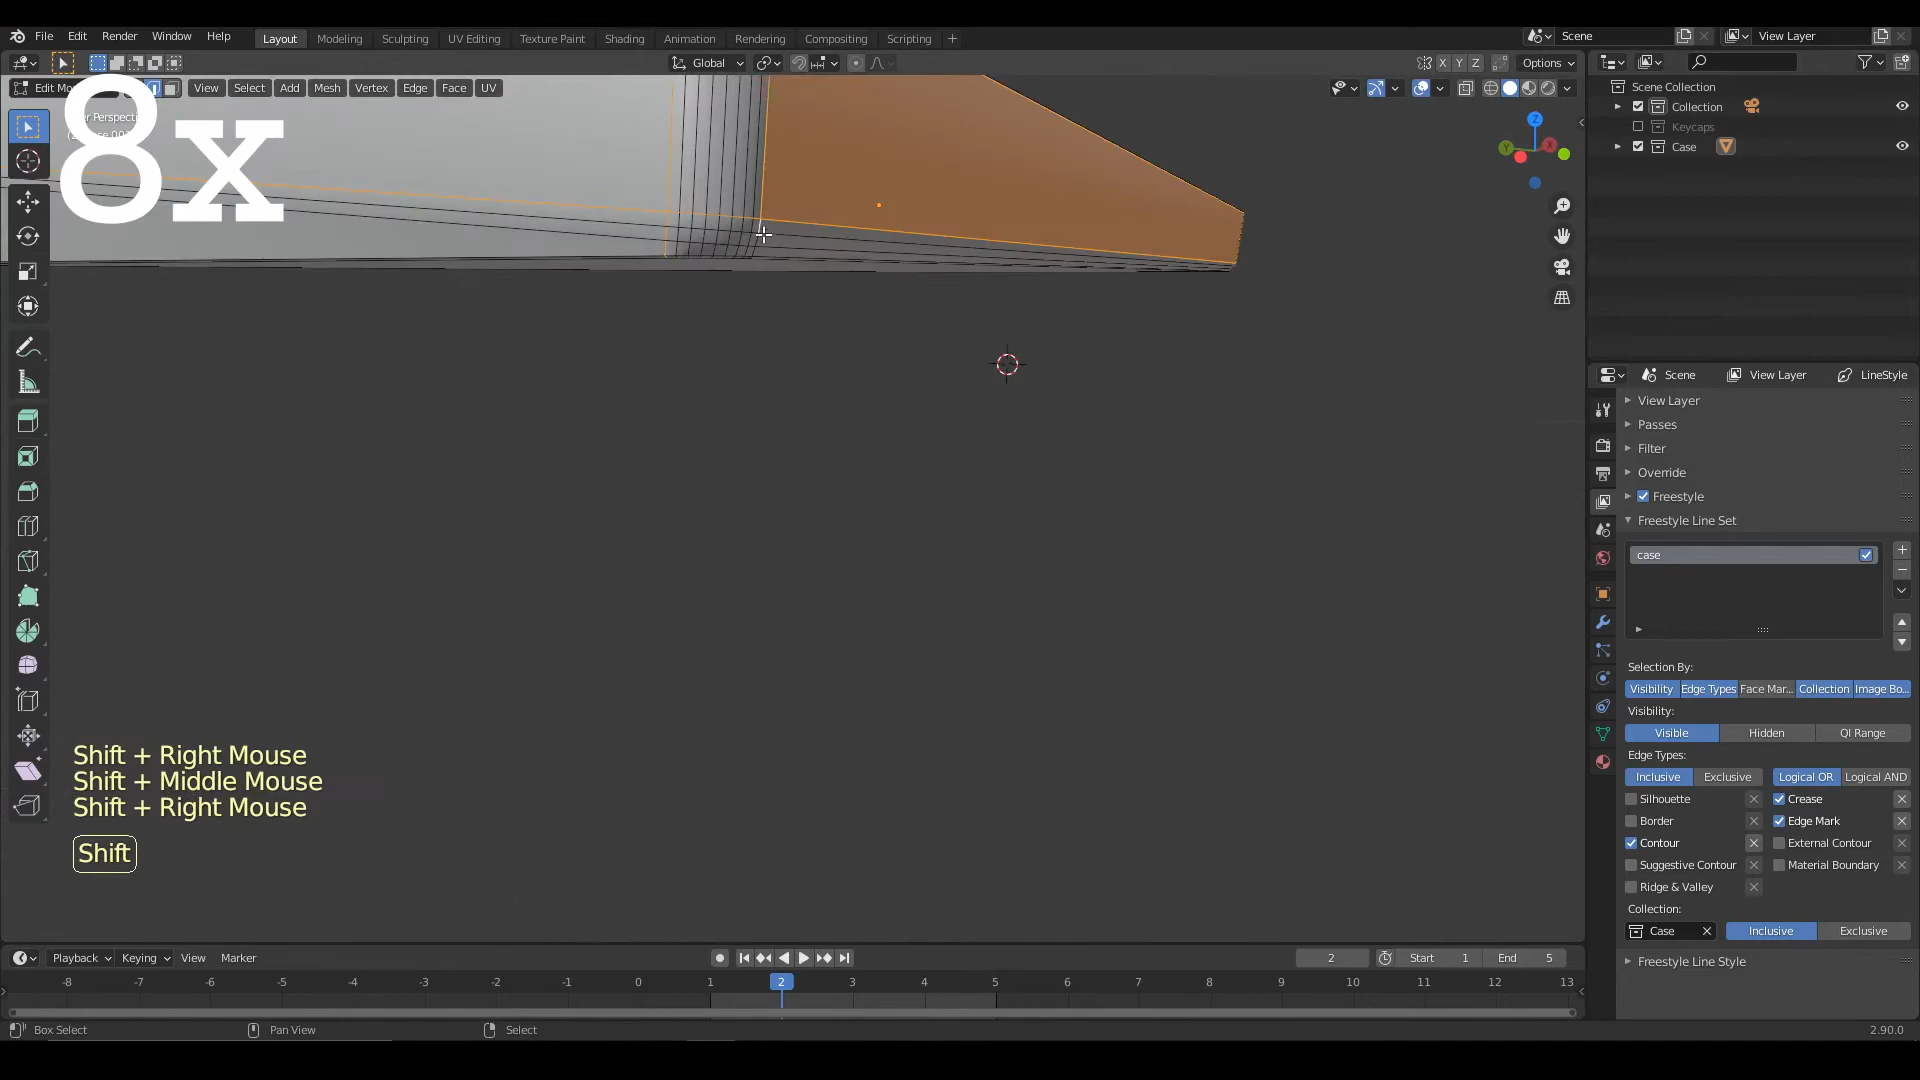 File Edit Render Window Help Layout Modeling Sculpting UV Editing Texture Paint Shading Animation Rendering Compositing Scripting + Scene View Layer
Global X Y Z Options
Edit Mo View Select Add Mesh Vertex Edge Face UV
8x
er Perspecti
Scene Collection
Collection
Keycaps
Case
Z
Y
X
Scene View Layer LineStyle
View Layer
Passes
Filter
Override
Freestyle
Freestyle Line Set
case
Selection By:
Visibility Edge Types Face Mar... Collection Image Bo...
Visibility:
Visible Hidden QI Range
Edge Types:
Inclusive Exclusive Logical OR Logical AND
Silhouette Crease
Border Edge Mark
Contour External Contour
Suggestive Contour Material Boundary
Ridge & Valley
Collection:
Case Inclusive Exclusive
Freestyle Line Style
Shift + Right Mouse
Shift + Middle Mouse
Shift + Right Mouse
Shift
Playback Keying View Marker 2 Start 1 End 5
-8 -7 -6 -5 -4 -3 -2 -1 0 1 2 3 4 5 6 7 8 9 10 11 12 13
Box Select Pan View Select 2.90.0